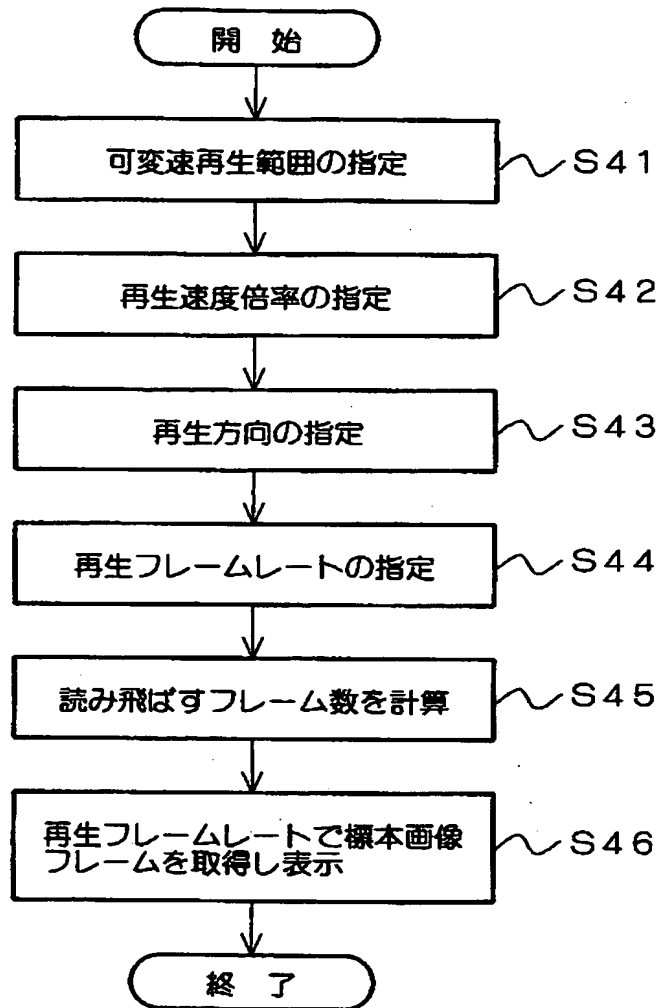 開 始
可変速再生範囲の指定
S41
再生速度倍率の指定
S42
再生方向の指定
S43
再生フレームレートの指定
S44
読み飛ばすフレーム数を計算
S45
再生フレームレートで標本画像
フレームを取得し表示
S46
終 了